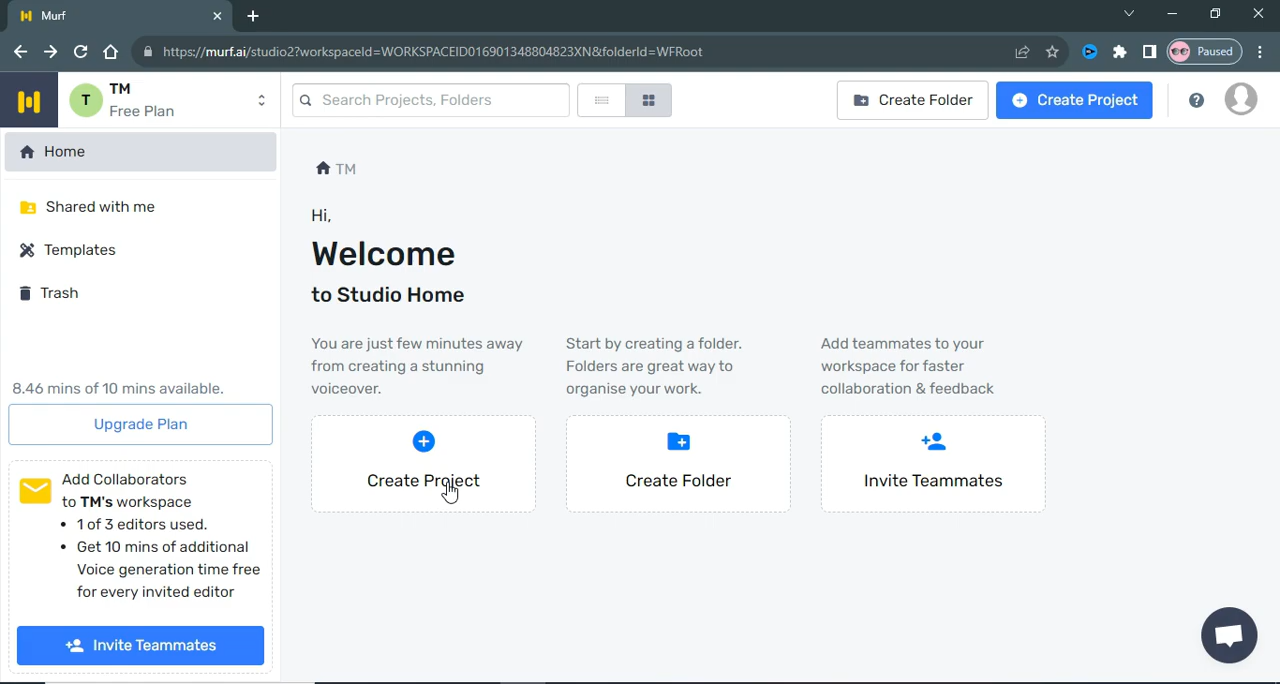 Murf
https://murf.ai/studio2?workspaceId=WORKSPACEID016901348804823XN&folderId=WFRoot
Paused
T
TM
Free Plan
Search Projects, Folders
Create Folder
Create Project
Home
Shared with me
Templates
Trash
8.46 mins of 10 mins available.
Upgrade Plan
Add Collaborators
to TM's workspace
• 1 of 3 editors used.
• Get 10 mins of additional
Voice generation time free
for every invited editor
Invite Teammates
TM
Hi,
Welcome
to Studio Home
You are just few minutes away
from creating a stunning
voiceover.
Create Project
Start by creating a folder.
Folders are great way to
organise your work.
Create Folder
Add teammates to your
workspace for faster
collaboration & feedback
Invite Teammates